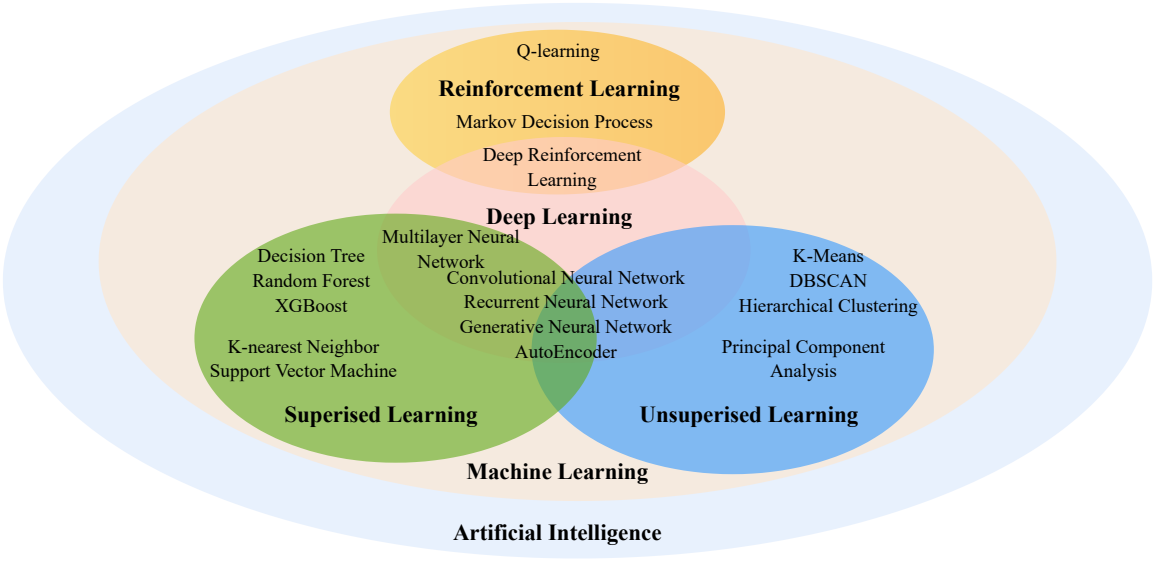 Q-learning
Reinforcement Learning
Markov Decision Process
Deep Reinforcement
Learning
Deep Learning
Multilayer Neural
Network
Convolutional Neural Network
Recurrent Neural Network
Generative Neural Network
AutoEncoder
Decision Tree
Random Forest
XGBoost
K-nearest Neighbor
Support Vector Machine
Superised Learning
K-Means
DBSCAN
Hierarchical Clustering
Principal Component
Analysis
Unsuperised Learning
Machine Learning
Artificial Intelligence